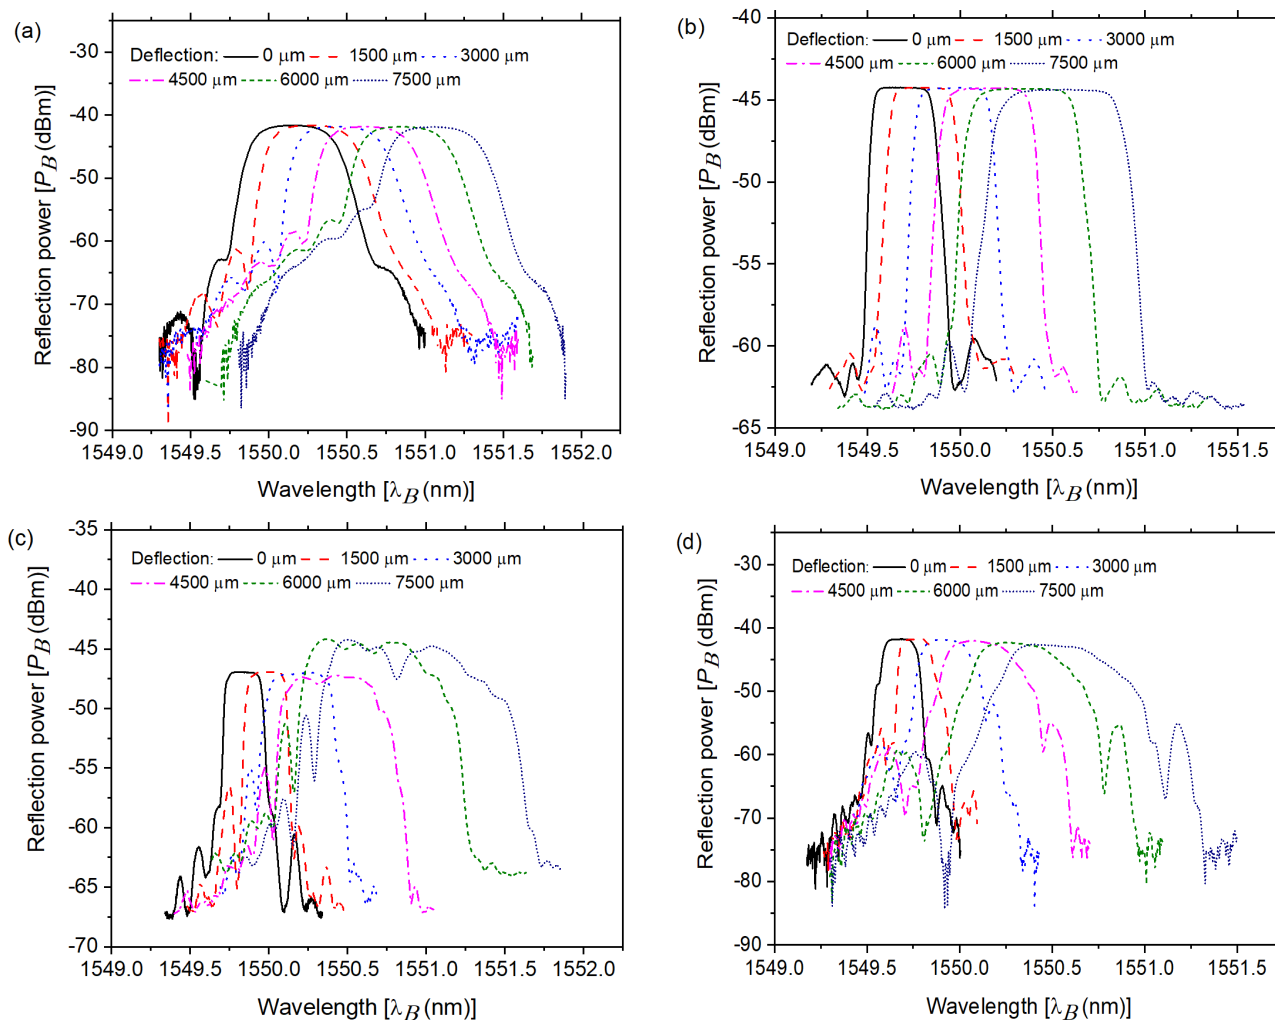 (a)
Deflection: 0 μm 1500 μm 3000 μm
4500 μm 6000 μm 7500 μm
Reflection power [P_B (dBm)]
-30
-40
-50
-60
-70
-80
-90
1549.0 1549.5 1550.0 1550.5 1551.0 1551.5 1552.0
Wavelength [λ_B (nm)]
(b)
Deflection: 0 μm 1500 μm 3000 μm
4500 μm 6000 μm 7500 μm
Reflection power [P_B (dBm)]
-40
-45
-50
-55
-60
-65
1549.0 1549.5 1550.0 1550.5 1551.0 1551.5
Wavelength [λ_B (nm)]
(c)
Deflection: 0 μm 1500 μm 3000 μm
4500 μm 6000 μm 7500 μm
Reflection power [P_B (dBm)]
-35
-40
-45
-50
-55
-60
-65
-70
1549.0 1549.5 1550.0 1550.5 1551.0 1551.5 1552.0
Wavelength [λ_B (nm)]
(d)
Deflection: 0 μm 1500 μm 3000 μm
4500 μm 6000 μm 7500 μm
Reflection power [P_B (dBm)]
-30
-40
-50
-60
-70
-80
-90
1549.0 1549.5 1550.0 1550.5 1551.0 1551.5
Wavelength [λ_B (nm)]